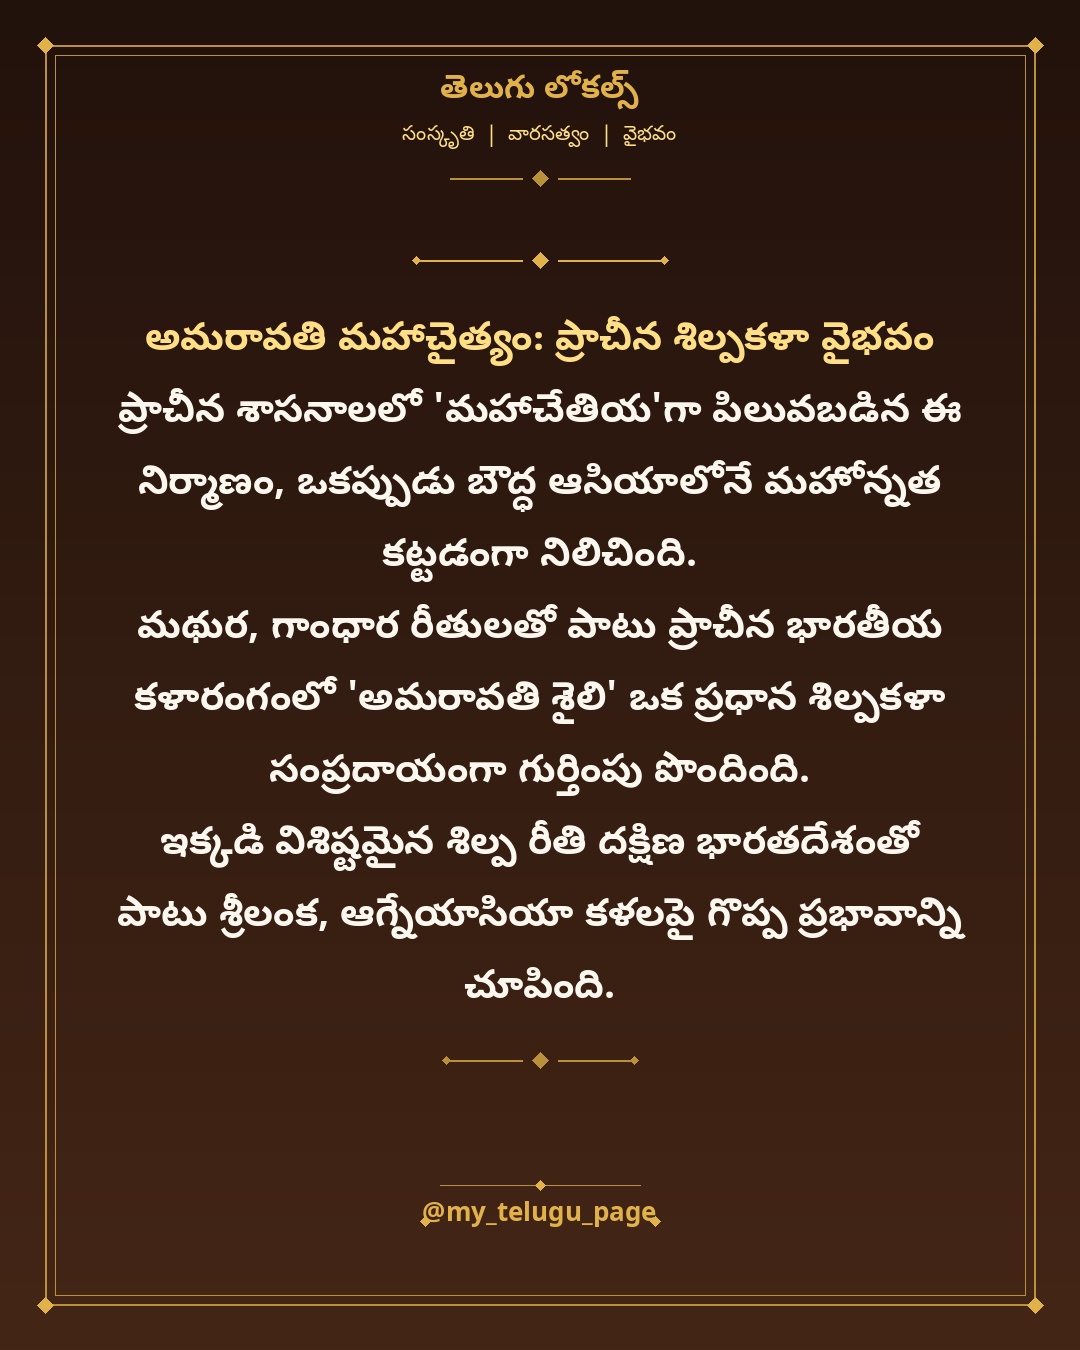 తెలుగు లోకల్స్
సంస్కృతి | వారసత్వం | వైభవం
అమరావతి మహాచైత్యం: ప్రాచీన శిల్పకళా వైభవం
ప్రాచీన శాసనాలలో 'మహాచేతియ'గా పిలువబడిన ఈ
నిర్మాణం, ఒకప్పుడు బౌద్ధ ఆసియాలోనే మహోన్నత
కట్టడంగా నిలిచింది.
మథుర, గాంధార రీతులతో పాటు ప్రాచీన భారతీయ
కళారంగంలో 'అమరావతి శైలి' ఒక ప్రధాన శిల్పకళా
సంప్రదాయంగా గుర్తింపు పొందింది.
ఇక్కడి విశిష్టమైన శిల్ప రీతి దక్షిణ భారతదేశంతో
పాటు శ్రీలంక, ఆగ్నేయాసియా కళలపై గొప్ప ప్రభావాన్ని
చూపింది.
@my_telugu_page